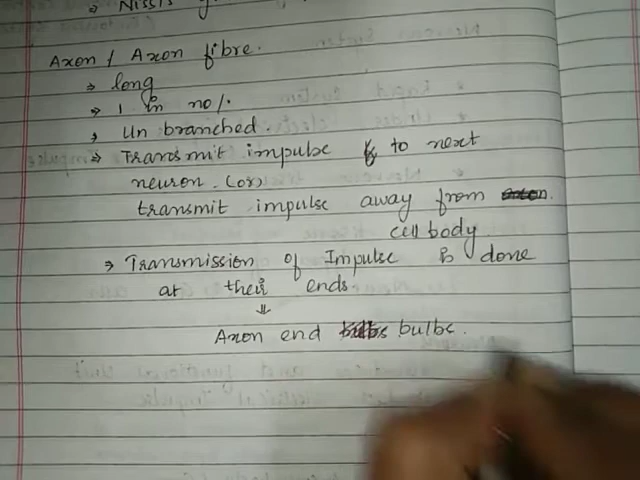 → Nissl's
Axon / Axon fibre.
→ long
→ 1 in no/.
→ Un branched.
→ Transmit impulse to next
neuron. (or)
transmit impulse away from
cell body
→ Transmission of Impulse is done
at their ends.
⇓
Axon end bulbs.